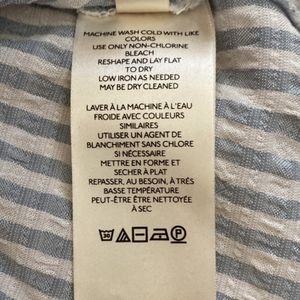 MACHINE WASH COLD WITH LIKE
COLORS
USE ONLY NON-CHLORINE
BLEACH
RESHAPE AND LAY FLAT
TO DRY
LOW IRON AS NEEDED
MAY BE DRY CLEANED
LAVER À LA MACHINE À L'EAU
FROIDE AVEC COULEURS
SIMILAIRES
UTILISER UN AGENT DE
BLANCHIMENT SANS CHLORE
SI NÉCESSAIRE
METTRE EN FORME ET
SÉCHER À PLAT
REPASSER, AU BESOIN, À TRÈS
BASSE TEMPÉRATURE
PEUT-ÊTRE ÊTRE NETTOYÉE
À SEC
30 P